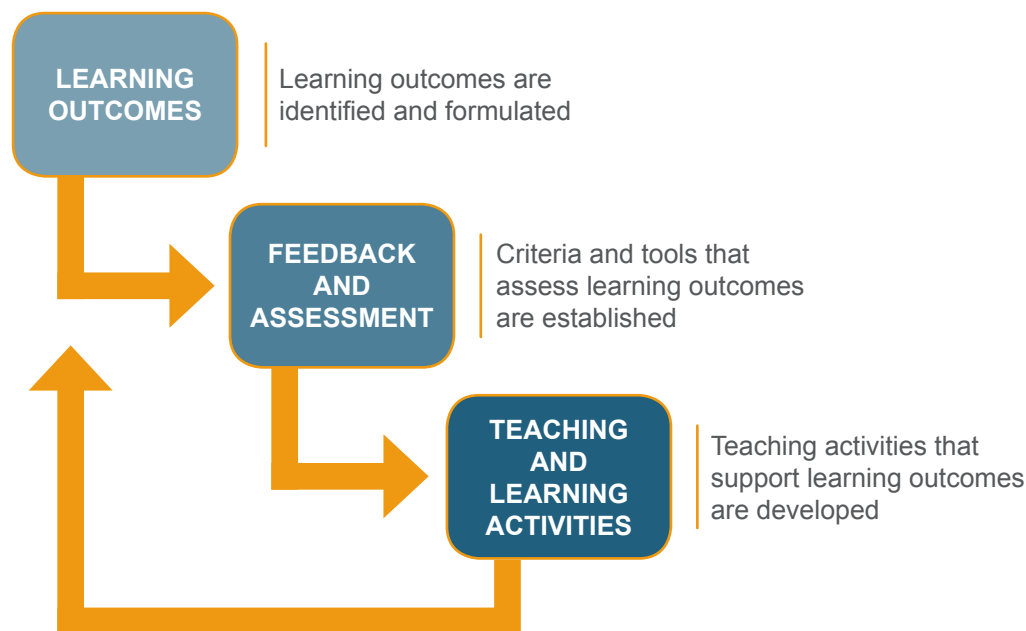 LEARNING
OUTCOMES
Learning outcomes are
identified and formulated
FEEDBACK
AND
ASSESSMENT
Criteria and tools that
assess learning outcomes
are established
TEACHING
AND
LEARNING
ACTIVITIES
Teaching activities that
support learning outcomes
are developed